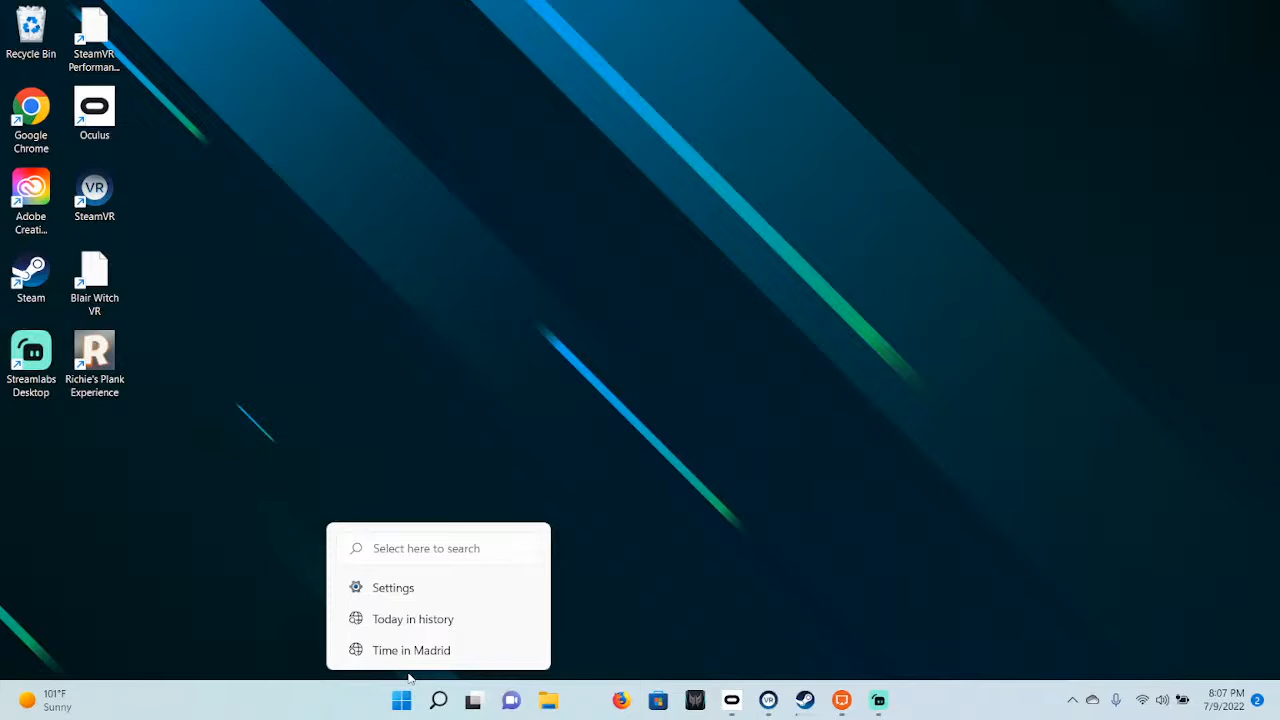 Recycle Bin
SteamVR
Performan...
Google
Chrome
Oculus
Adobe
Creati...
VR
SteamVR
Steam
Blair Witch
VR
Streamlabs
Desktop
R
Richie's Plank
Experience
Select here to search
Settings
Today in history
Time in Madrid
101°F
Sunny
VR
8:07 PM
7/9/2022
2